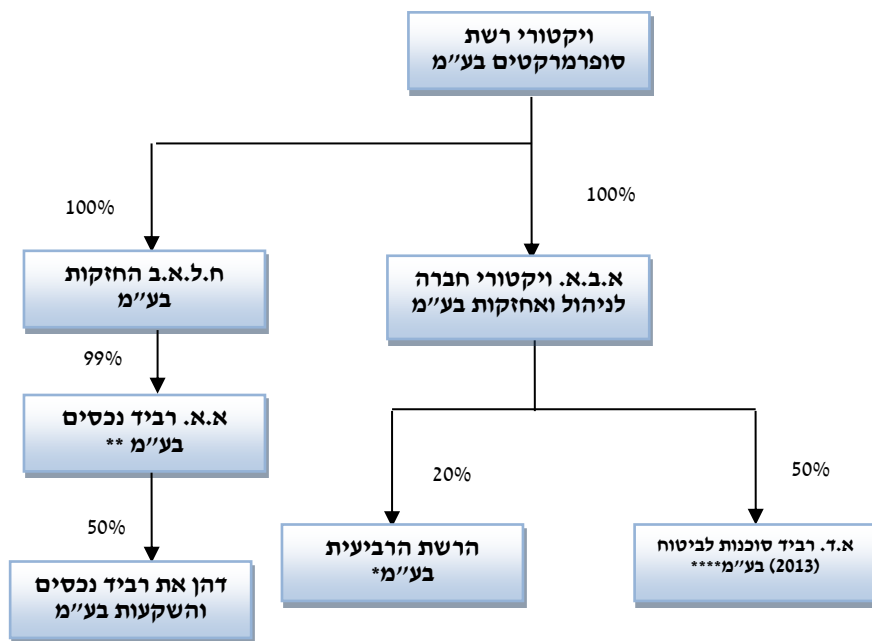 ויקטורי רשת
סופרמרקטים בע"מ
100%
100%
ח.ל.א.ב החזקות
בע"מ
א.ב.א. ויקטורי חברה
לניהול ואחזקות בע"מ
99%
א.א. רביד נכסים
בע"מ **
20%
50%
50%
הרשת הרביעית
בע"מ*
א.ד. רביד סוכנות לביטוח
(2013) בע"מ****
דהן את רביד נכסים
והשקעות בע"מ